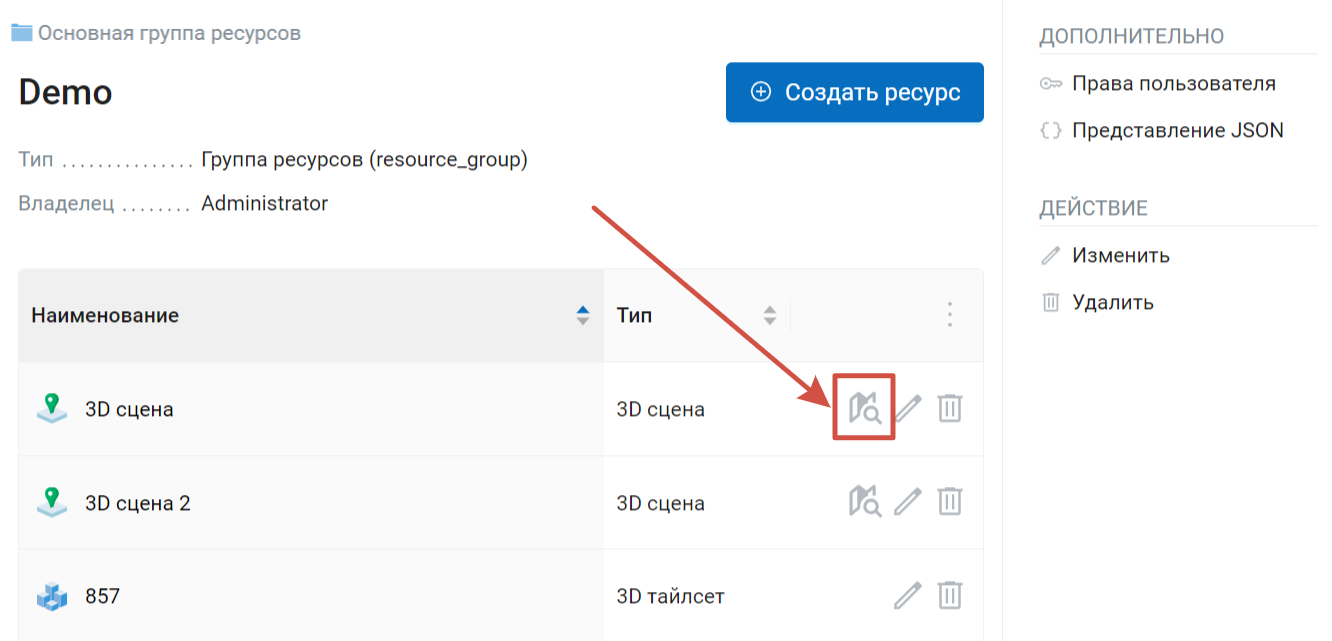 Основная группа ресурсов
Demo
Создать ресурс
Тип ............... Группа ресурсов (resource_group)
Владелец ......... Administrator
Наименование Тип
3D сцена 3D сцена
3D сцена 2 3D сцена
857 3D тайлсет
ДОПОЛНИТЕЛЬНО
Права пользователя
Представление JSON
ДЕЙСТВИЕ
Изменить
Удалить